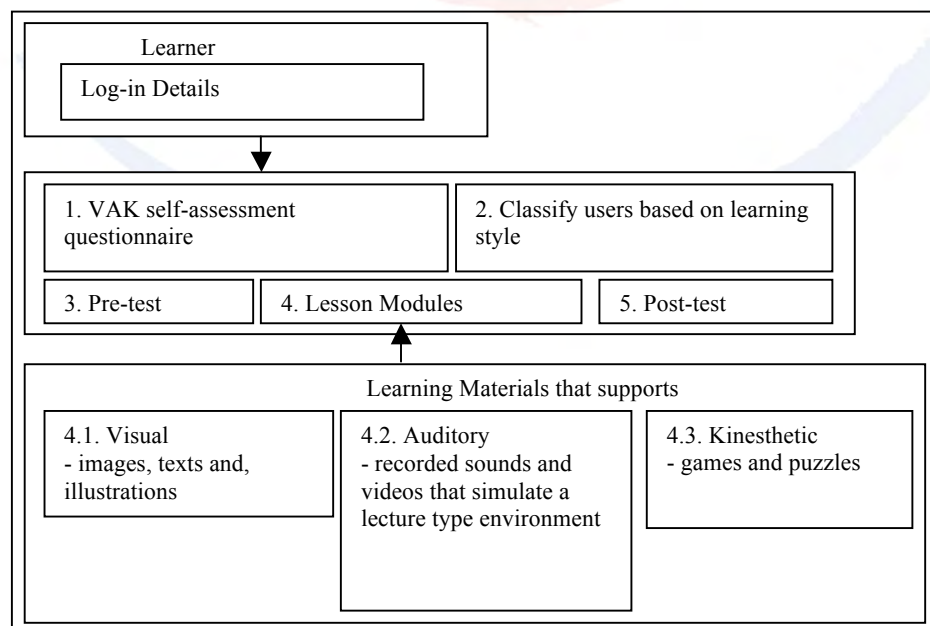 Learner
Log-in Details
1. VAK self-assessment
questionnaire
2. Classify users based on learning
style
3. Pre-test
4. Lesson Modules
5. Post-test
Learning Materials that supports
4.1. Visual
- images, texts and,
illustrations
4.2. Auditory
- recorded sounds and
videos that simulate a
lecture type environment
4.3. Kinesthetic
- games and puzzles